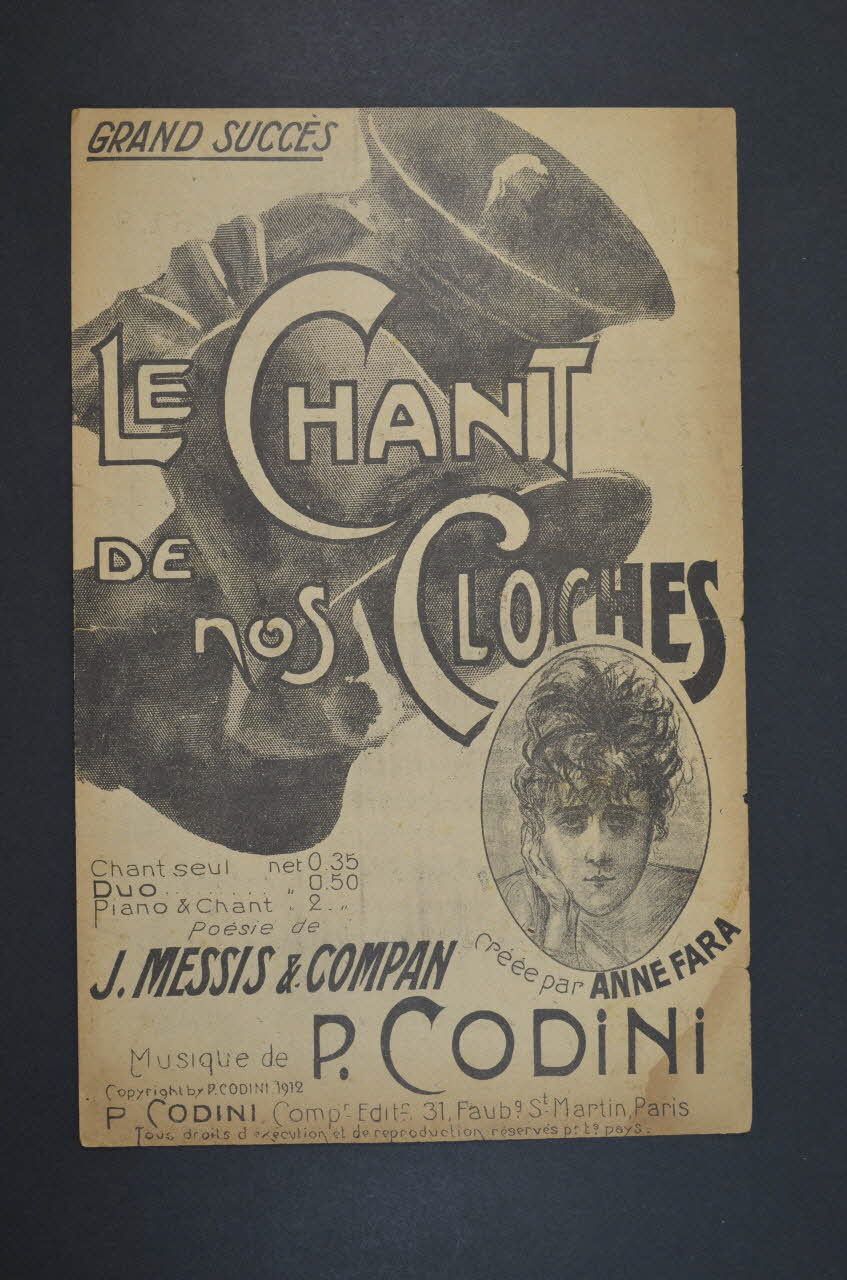 GRAND SUCCÈS
LE CHANT
DE
NOS CLOCHES
Chant seul net 0.35
Duo ......... „ 0.50
Piano & Chant . 2 . „
Poésie de
J. MESSIS & COMPAN
créée par ANNE FARA
Musique de P. CODiNi
Copyright by P. CODINI. 1912
P. CODINI, Compr Editr 31, Faubg St Martin, Paris
Tous droits d'exécution et de reproduction réservés pr ts pays.